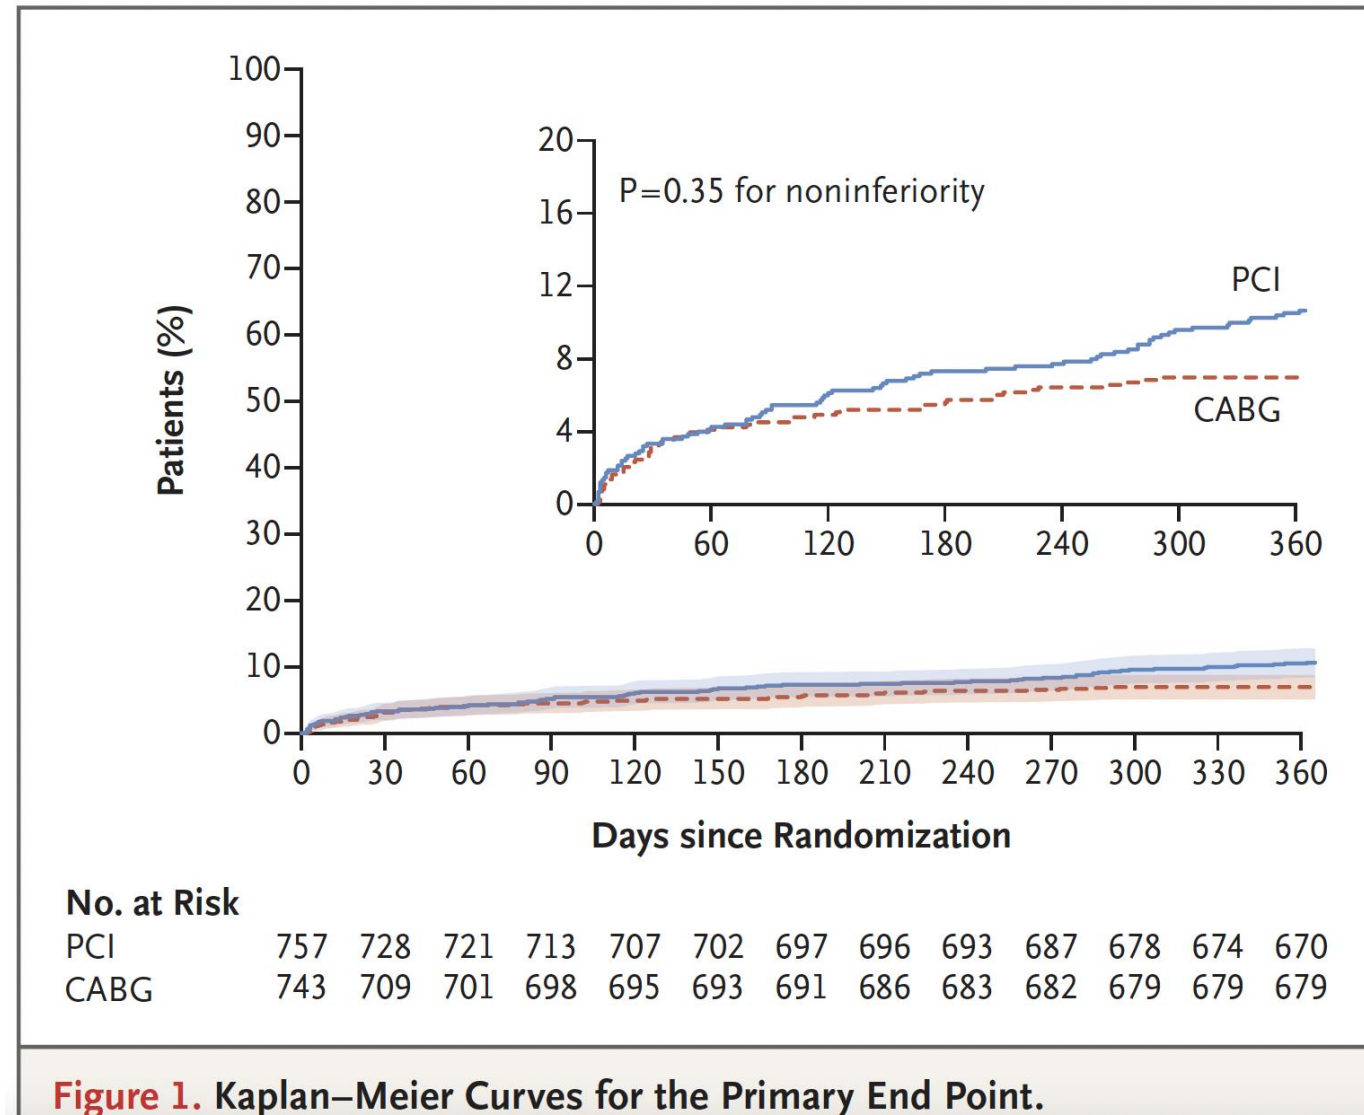 100
90
80
70
60
50
40
30
20
10
0
Patients (%)
20
16
12
8
4
0
P=0.35 for noninferiority
PCI
CABG
0 60 120 180 240 300 360
0 30 60 90 120 150 180 210 240 270 300 330 360
Days since Randomization
No. at Risk
PCI 757 728 721 713 707 702 697 696 693 687 678 674 670
CABG 743 709 701 698 695 693 691 686 683 682 679 679 679
Figure 1. Kaplan–Meier Curves for the Primary End Point.